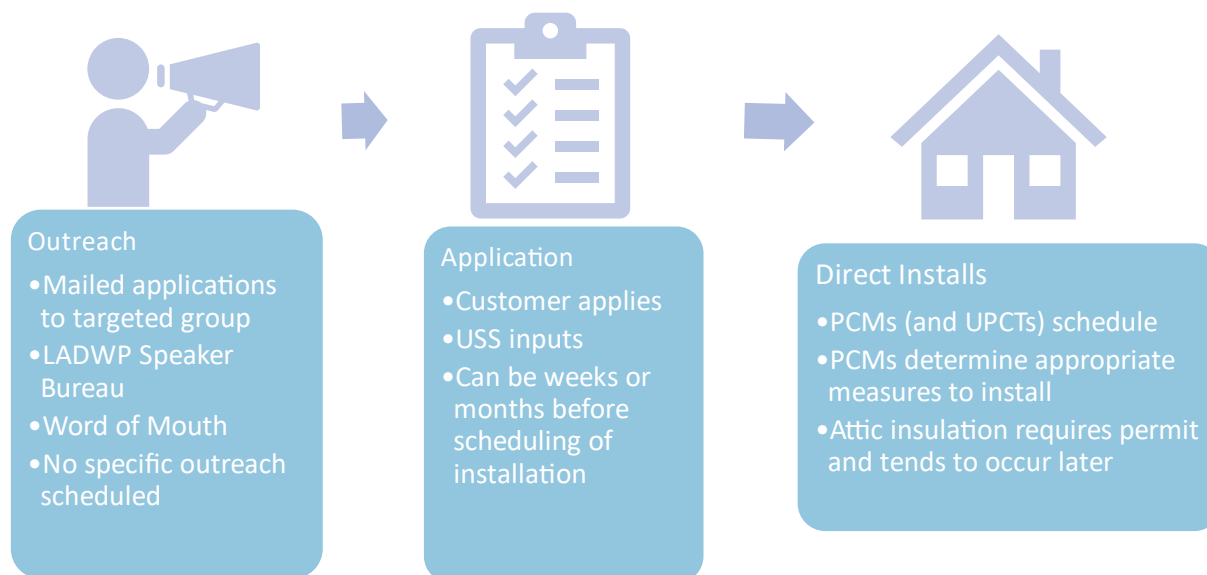 Outreach
•Mailed applications
to targeted group
•LADWP Speaker
Bureau
•Word of Mouth
•No specific outreach
scheduled
Application
•Customer applies
•USS inputs
•Can be weeks or
months before
scheduling of
installation
Direct Installs
•PCMs (and UPCTs) schedule
•PCMs determine appropriate
measures to install
•Attic insulation requires permit
and tends to occur later